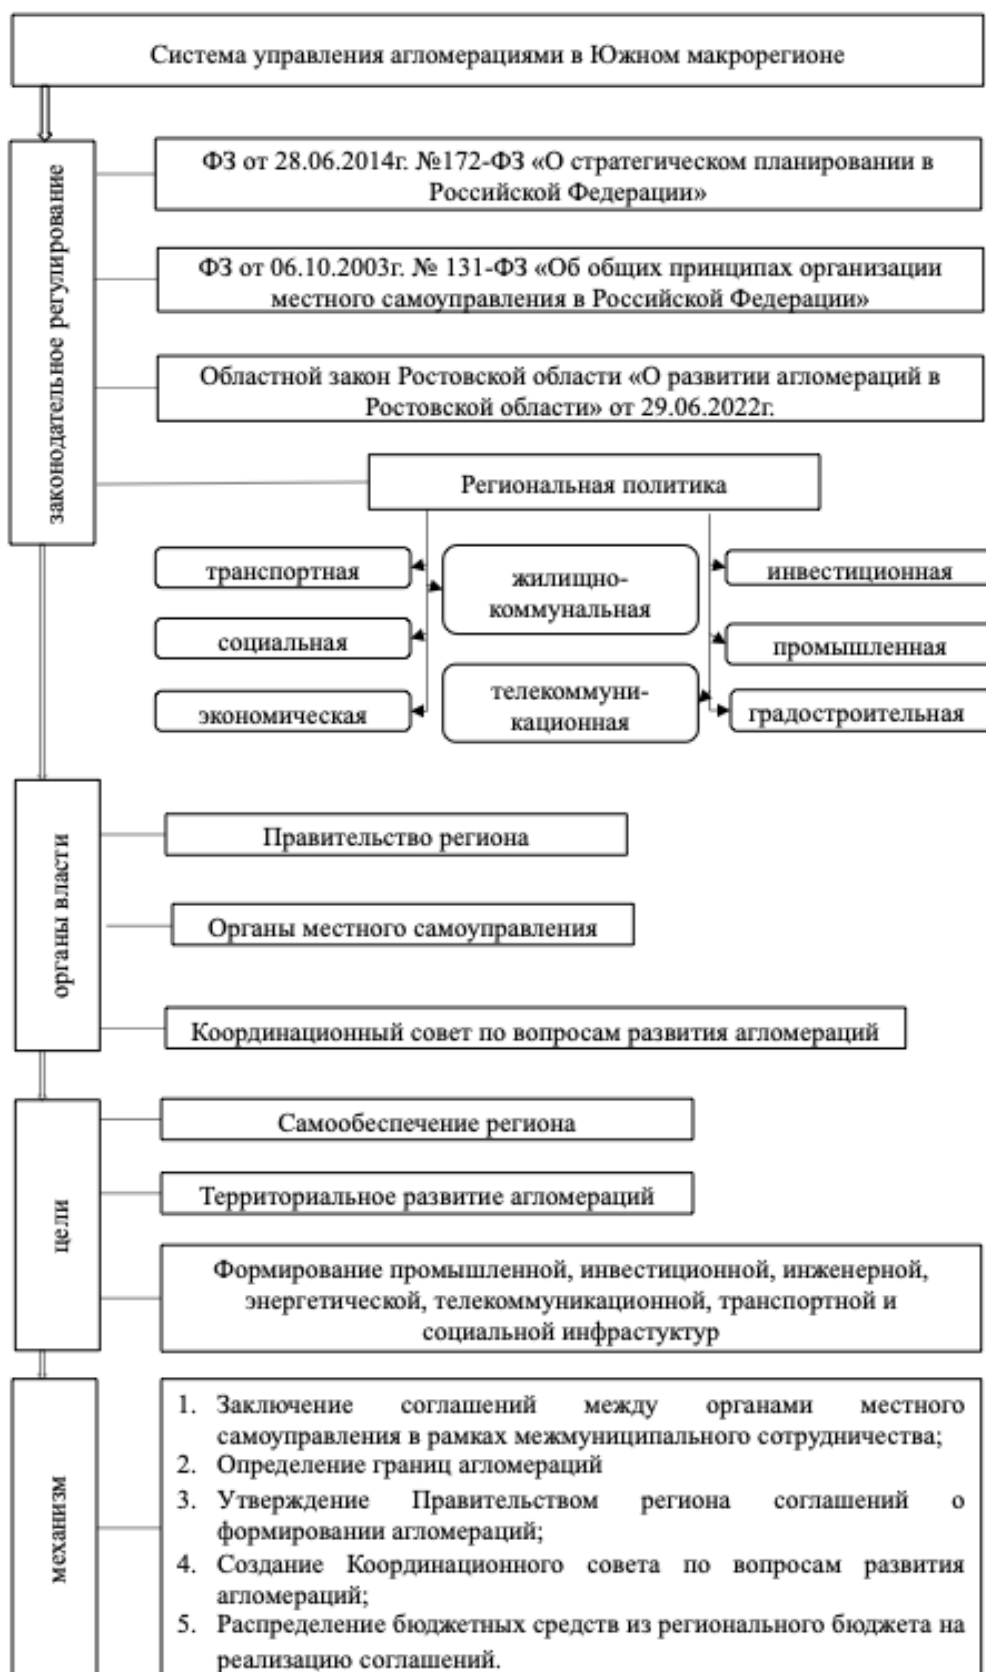 Система управления агломерациями в Южном макрорегионе
законодательное регулирование
ФЗ от 28.06.2014г. №172-ФЗ «О стратегическом планировании в
Российской Федерации»
ФЗ от 06.10.2003г. № 131-ФЗ «Об общих принципах организации
местного самоуправления в Российской Федерации»
Областной закон Ростовской области «О развитии агломераций в
Ростовской области» от 29.06.2022г.
Региональная политика
транспортная
жилищно-
коммунальная
инвестиционная
социальная
промышленная
экономическая
телекоммуни-
кационная
градостроительная
органы власти
Правительство региона
Органы местного самоуправления
Координационный совет по вопросам развития агломераций
цели
Самообеспечение региона
Территориальное развитие агломераций
Формирование промышленной, инвестиционной, инженерной,
энергетической, телекоммуникационной, транспортной и
социальной инфрастуктур
механизм
1. Заключение соглашений между органами местного
самоуправления в рамках межмуниципального сотрудничества;
2. Определение границ агломераций
3. Утверждение Правительством региона соглашений о
формировании агломераций;
4. Создание Координационного совета по вопросам развития
агломераций;
5. Распределение бюджетных средств из регионального бюджета на
реализацию соглашений.